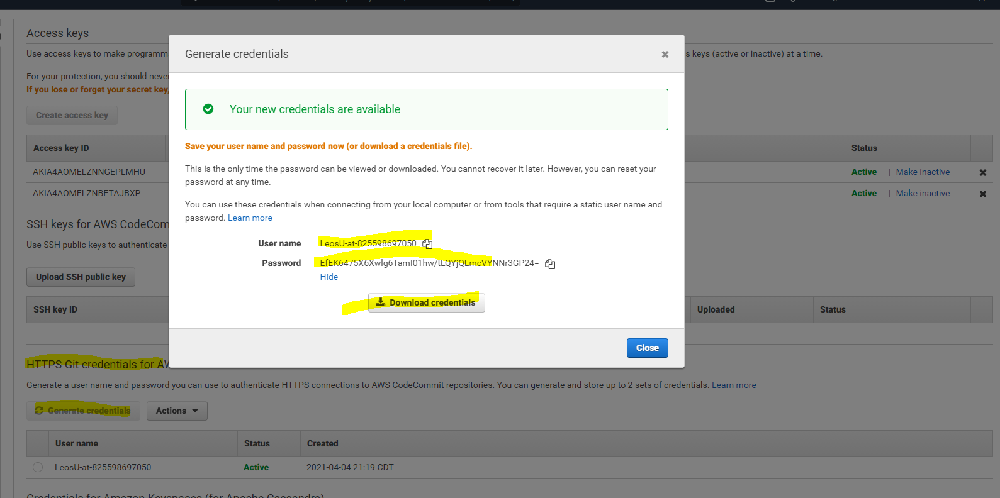 Access keys
Use access keys to make programm
s keys (active or inactive) at a time.
For your protection, you should never
If you lose or forget your secret key,
Create access key
Access key ID
Status
AKIA4AOMELZNNGEPLMHU
Active | Make inactive
AKIA4AOMELZNBETAJBXP
Active | Make inactive
SSH keys for AWS CodeCom
Use SSH public keys to authenticate
Upload SSH public key
SSH key ID
Uploaded
Status
Generate credentials
Your new credentials are available
Save your user name and password now (or download a credentials file).
This is the only time the password can be viewed or downloaded. You cannot recover it later. However, you can reset your
password at any time.
You can use these credentials when connecting from your local computer or from tools that require a static user name and
password. Learn more
User name LeosU-at-825598697050
Password EfEK6475X6Xwlg6TamI01hw/tLQYjQLmcVYNNr3GP24=
Hide
Download credentials
Close
HTTPS Git credentials for AW
Generate a user name and password you can use to authenticate HTTPS connections to AWS CodeCommit repositories. You can generate and store up to 2 sets of credentials. Learn more
Generate credentials
Actions
User name
Status
Created
LeosU-at-825598697050
Active
2021-04-04 21:19 CDT
Credentials for Amazon Keyspaces (for Apache Cassandra)